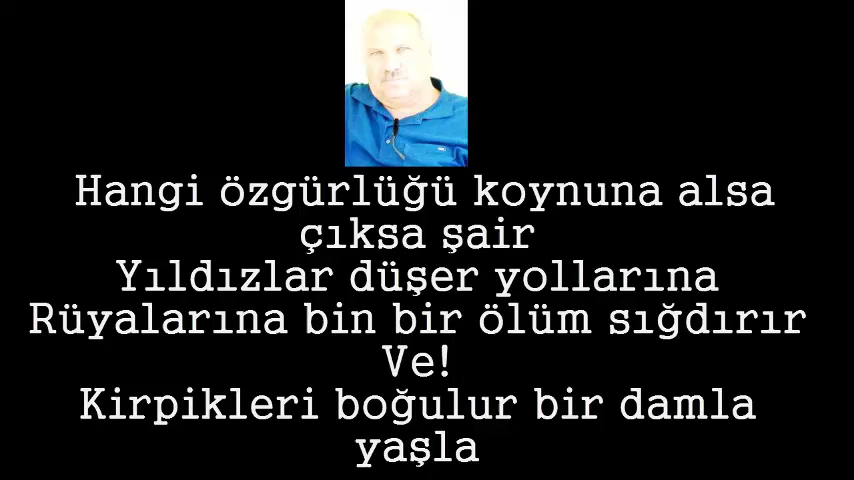 Hangi özgürlüğü koynuna alsa
çıksa şair
Yıldızlar düşer yollarına
Rüyalarına bin bir ölüm sığdırır
Ve!
Kirpikleri boğulur bir damla
yaşla